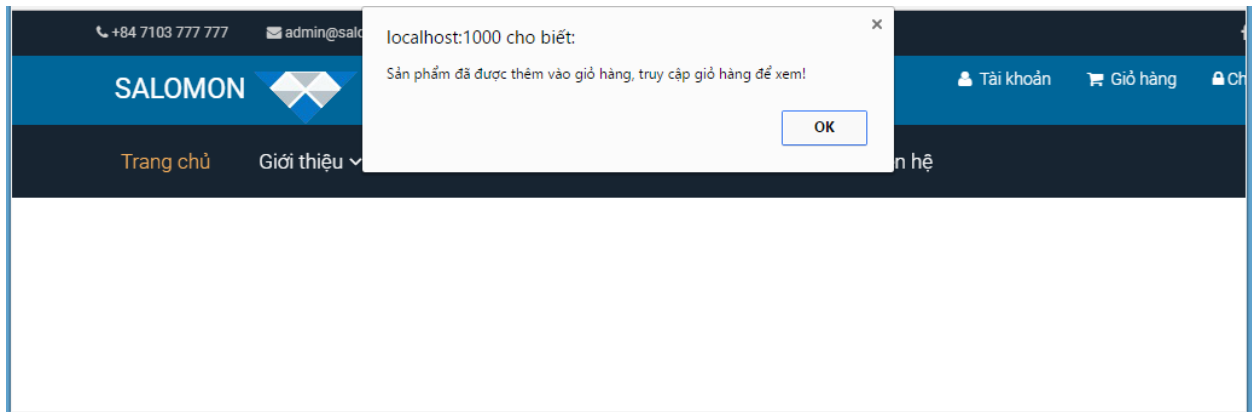 +84 7103 777 777 admin@salo
localhost:1000 cho biết:
Sản phẩm đã được thêm vào giỏ hàng, truy cập giỏ hàng để xem!
OK
SALOMON
Tài khoản Giỏ hàng Ch
Trang chủ Giới thiệu n hệ